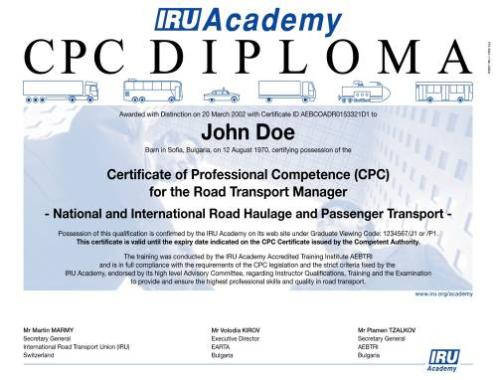 IRU Academy
CPC DIPLOMA
Awarded with Distinction on 20 March 2002 with Certificate ID AEBCOADR0153321D1 to
John Doe
Born in Sofia, Bulgaria, on 12 August 1970, certifying possession of the
Certificate of Professional Competence (CPC)
for the Road Transport Manager
- National and International Road Haulage and Passenger Transport -
Possession of this qualification is confirmed by the IRU Academy on its web site under Graduate Viewing Code: 1234567/J1 or /P1.
This certificate is valid until the expiry date indicated on the CPC Certificate issued by the Competent Authority.
The training was conducted by the IRU Academy Accredited Training Institute AEBTRI
and is in full compliance with the requirements of the CPC legislation and the strict criteria fixed by the
IRU Academy, endorsed by its high level Advisory Committee, regarding Instructor Qualifications, Training and the Examination
to provide and ensure the highest professional skills and quality in road transport.
www.iru.org/academy
Mr Martin MARMY
Secretary General
International Road Transport Union (IRU)
Switzerland
Mr Volodia KIROV
Executive Director
EARTA
Bulgaria
Mr Plamen TZALKOV
Secretary General
AEBTRI
Bulgaria
IRU
Academy